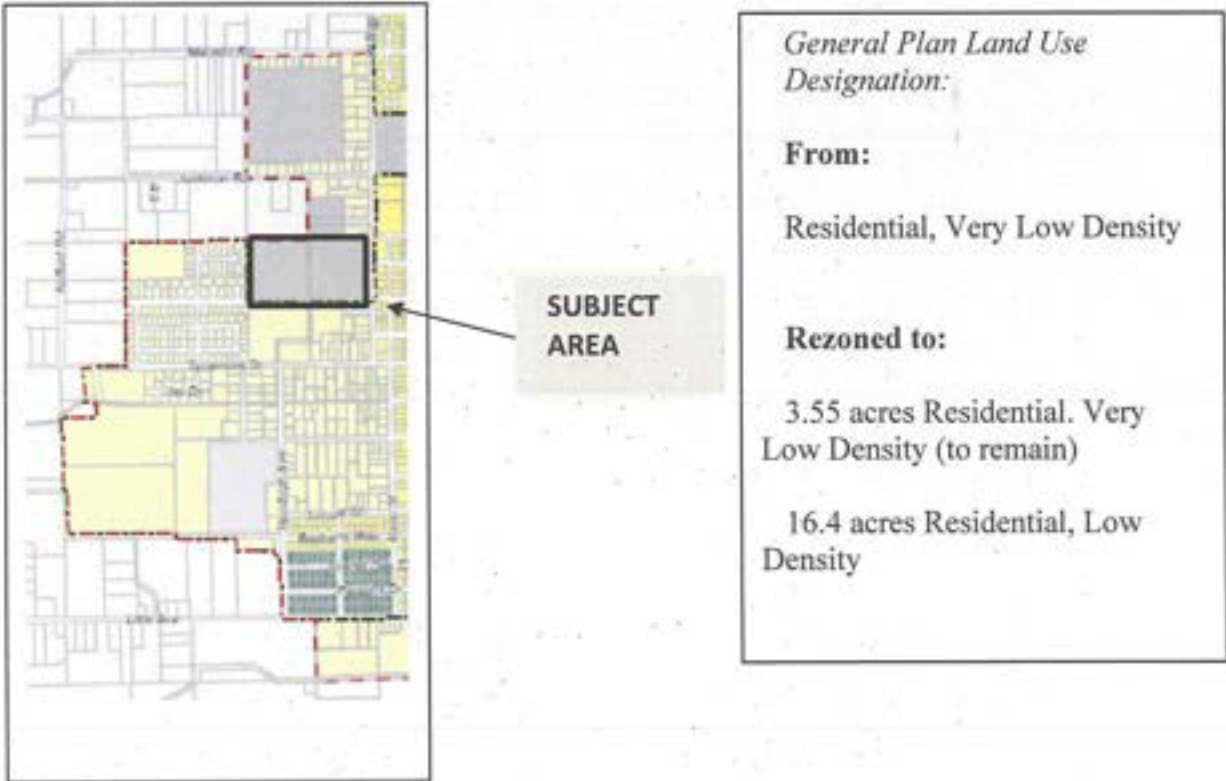 SUBJECT
AREA
General Plan Land Use
Designation:
From:
Residential, Very Low Density
Rezoned to:
3.55 acres Residential. Very
Low Density (to remain)
16.4 acres Residential, Low
Density